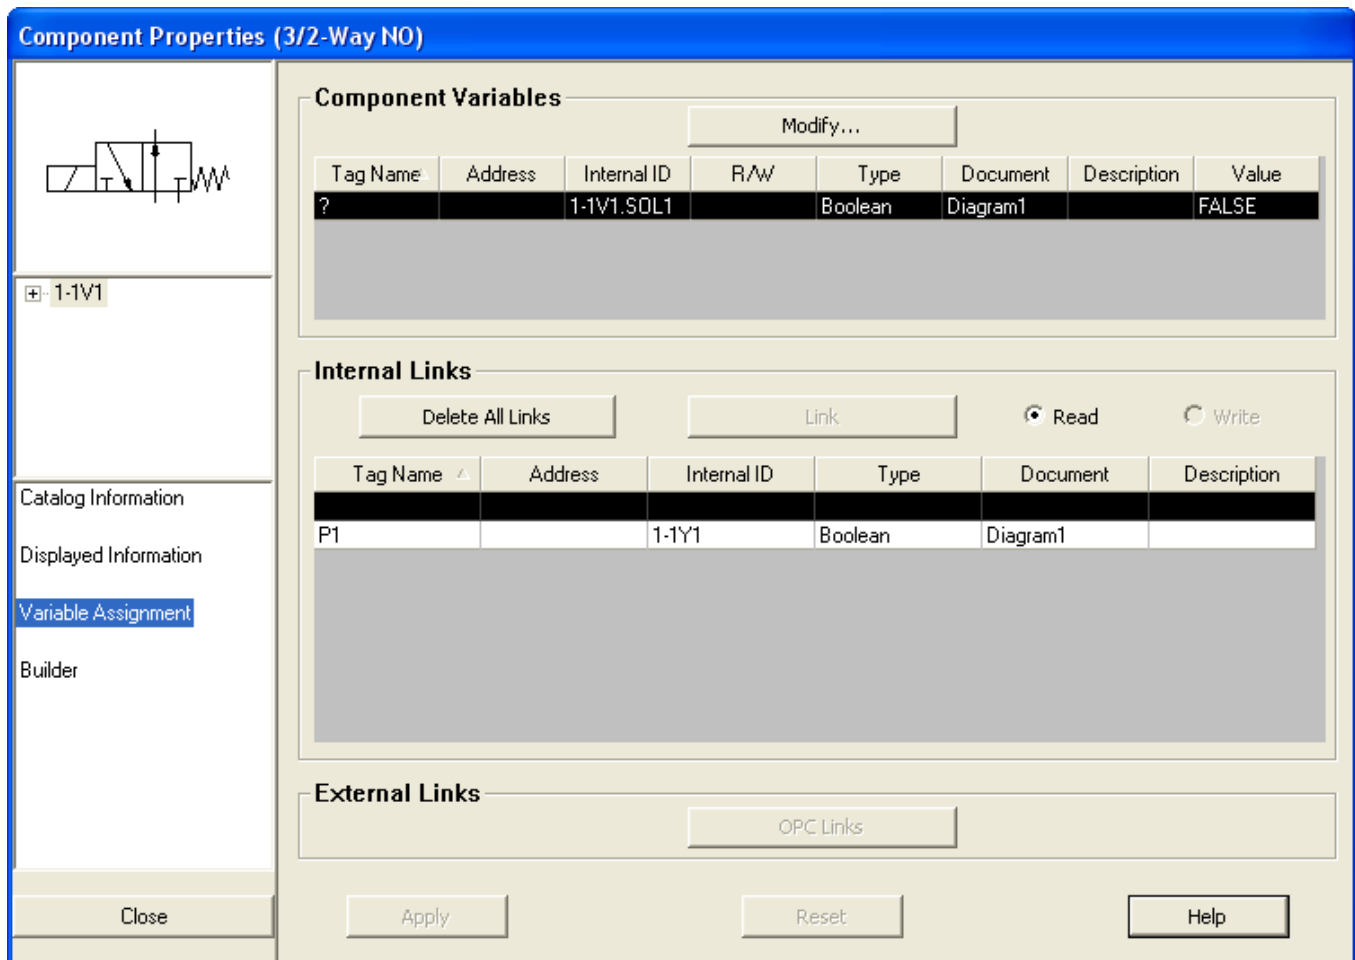 Component Properties (3/2-Way NO)
1-1V1
Catalog Information
Displayed Information
Variable Assignment
Builder
Close
Component Variables
Modify...
Tag Name Address Internal ID R/W Type Document Description Value
? 1-1V1.SOL1 Boolean Diagram1 FALSE
Internal Links
Delete All Links Link Read Write
Tag Name Address Internal ID Type Document Description
P1 1-1Y1 Boolean Diagram1
External Links
OPC Links
Apply Reset Help